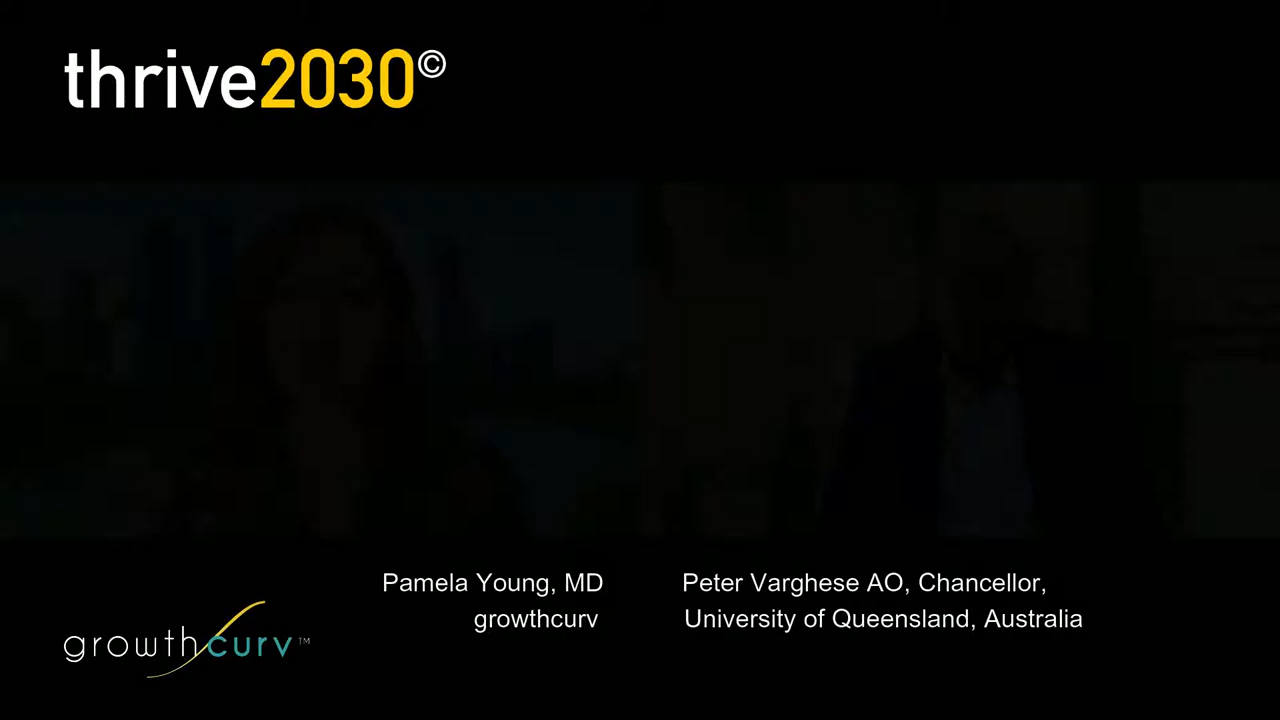 thrive2030©
Pamela Young, MD
growthcurv
Peter Varghese AO, Chancellor,
University of Queensland, Australia
growthcurv™